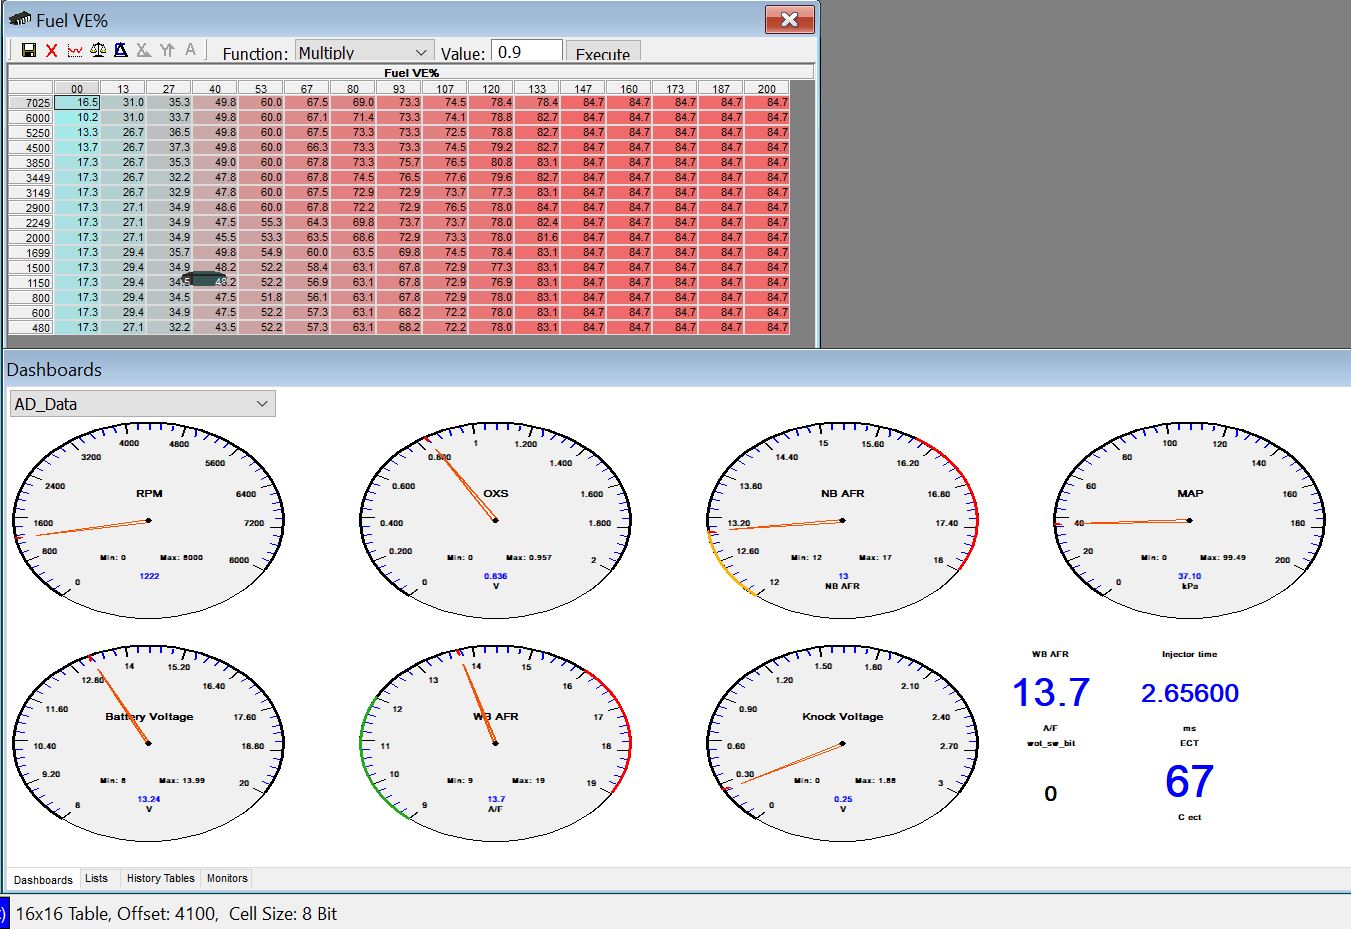 Fuel VE%
Function: Multiply Value: 0.9 Execute
Fuel VE%
00 13 27 40 53 67 80 93 107 120 133 147 160 173 187 200
7025 16.5 31.0 35.3 49.8 60.0 67.5 69.0 73.3 74.5 78.4 78.4 84.7 84.7 84.7 84.7 84.7
6000 10.2 31.0 33.7 49.8 60.0 67.1 71.4 73.3 74.1 78.8 82.7 84.7 84.7 84.7 84.7 84.7
5250 13.3 26.7 36.5 49.8 60.0 67.5 73.3 73.3 72.5 78.8 82.7 84.7 84.7 84.7 84.7 84.7
4500 13.7 26.7 37.3 49.8 60.0 66.3 73.3 73.3 74.5 79.2 82.7 84.7 84.7 84.7 84.7 84.7
3850 17.3 26.7 35.3 49.0 60.0 67.8 73.3 75.7 76.5 80.8 83.1 84.7 84.7 84.7 84.7 84.7
3449 17.3 26.7 32.2 47.8 60.0 67.8 74.5 76.5 77.6 79.6 82.7 84.7 84.7 84.7 84.7 84.7
3149 17.3 26.7 32.9 47.8 60.0 67.5 72.9 72.9 73.7 77.3 83.1 84.7 84.7 84.7 84.7 84.7
2900 17.3 27.1 34.9 48.6 60.0 67.8 72.2 72.9 76.5 78.0 84.7 84.7 84.7 84.7 84.7 84.7
2249 17.3 27.1 34.9 47.5 55.3 64.3 69.8 73.7 73.7 78.0 82.4 84.7 84.7 84.7 84.7 84.7
2000 17.3 27.1 34.9 45.5 53.3 63.5 68.6 72.9 73.3 78.0 81.6 84.7 84.7 84.7 84.7 84.7
1699 17.3 29.4 35.7 49.8 54.9 60.0 63.5 69.8 74.5 78.4 83.1 84.7 84.7 84.7 84.7 84.7
1500 17.3 29.4 34.9 48.2 52.2 58.4 63.1 67.8 72.9 77.3 83.1 84.7 84.7 84.7 84.7 84.7
1150 17.3 29.4 34.5 48.2 52.2 56.9 63.1 67.8 72.9 76.9 83.1 84.7 84.7 84.7 84.7 84.7
800 17.3 29.4 34.5 47.5 51.8 56.1 63.1 67.8 72.9 78.0 83.1 84.7 84.7 84.7 84.7 84.7
600 17.3 29.4 34.9 47.5 52.2 57.3 63.1 68.2 72.2 78.0 83.1 84.7 84.7 84.7 84.7 84.7
480 17.3 27.1 32.2 43.5 52.2 57.3 63.1 68.2 72.2 78.0 83.1 84.7 84.7 84.7 84.7 84.7
Dashboards
AD_Data
0 800 1600 2400 3200 4000 4800 5600 6400 7200 8000
RPM
Min: 0 Max: 8000
1222
0 0.200 0.400 0.600 0.800 1 1.200 1.400 1.600 1.800 2
OXS
Min: 0 Max: 0.957
0.836
V
12 12.60 13.20 13.80 14.40 15 15.60 16.20 16.80 17.40 18
NB AFR
Min: 12 Max: 17
13
NB AFR
0 20 40 60 80 100 120 140 160 180 200
MAP
Min: 0 Max: 99.49
37.10
kPa
8 9.20 10.40 11.60 12.80 14 15.20 16.40 17.60 18.80 20
Battery Voltage
Min: 8 Max: 13.99
13.24
V
9 10 11 12 13 14 15 16 17 18 19
WB AFR
Min: 9 Max: 19
13.7
A/F
0 0.30 0.60 0.90 1.20 1.50 1.80 2.10 2.40 2.70 3
Knock Voltage
Min: 0 Max: 1.88
0.25
V
WB AFR Injector time
13.7 2.65600
A/F ms
wot_sw_bit ECT
0 67
C ect
Dashboards Lists History Tables Monitors
16x16 Table, Offset: 4100, Cell Size: 8 Bit